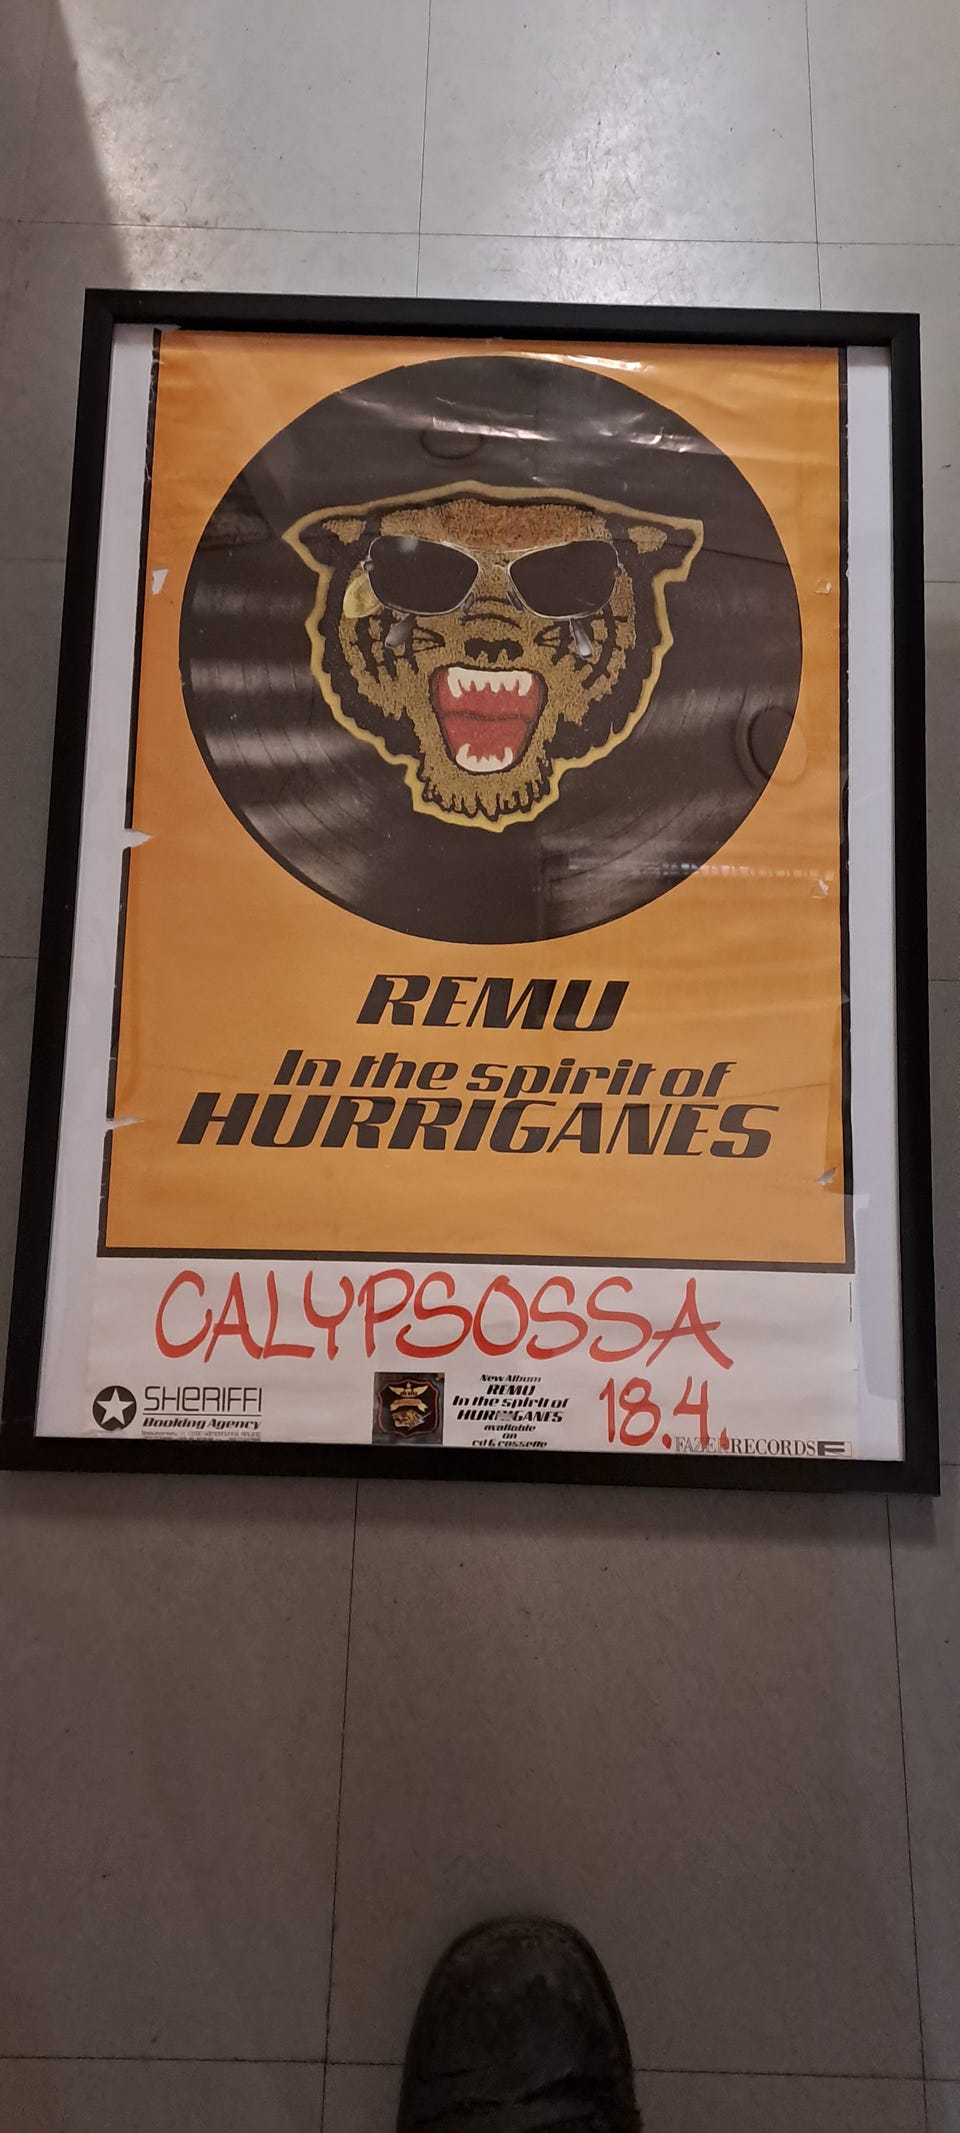 REMU
In the spirit of
HURRIGANES
CALYPSOSSA
18.4.
SHERIFFI
Booking Agency
New Album
REMU
In the spirit of
HURRIGANES
available
on
cd & cassette
FAZER RECORDS